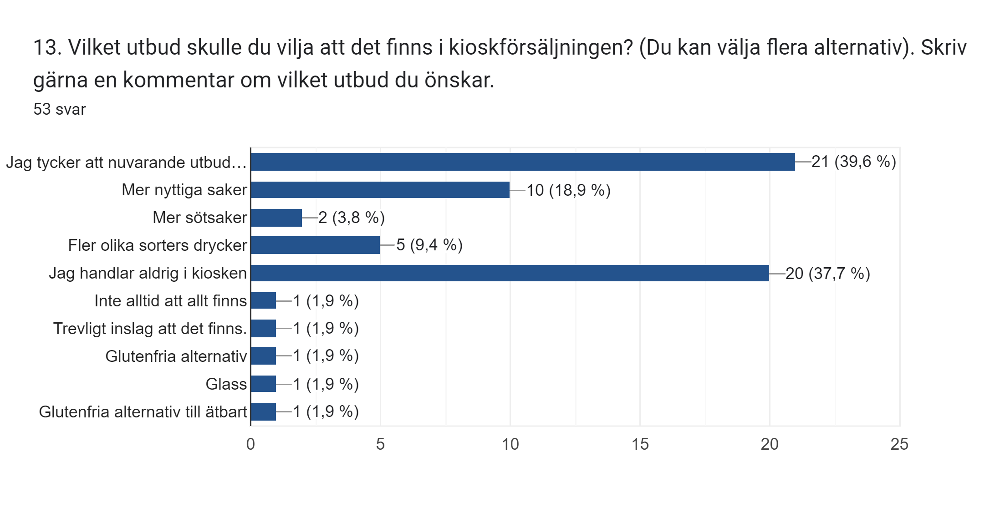 13. Vilket utbud skulle du vilja att det finns i kioskförsäljningen? (Du kan välja flera alternativ). Skriv
gärna en kommentar om vilket utbud du önskar.
53 svar
Jag tycker att nuvarande utbud… 21 (39,6 %)
Mer nyttiga saker 10 (18,9 %)
Mer sötsaker 2 (3,8 %)
Fler olika sorters drycker 5 (9,4 %)
Jag handlar aldrig i kiosken 20 (37,7 %)
Inte alltid att allt finns 1 (1,9 %)
Trevligt inslag att det finns. 1 (1,9 %)
Glutenfria alternativ 1 (1,9 %)
Glass 1 (1,9 %)
Glutenfria alternativ till ätbart 1 (1,9 %)
0 5 10 15 20 25